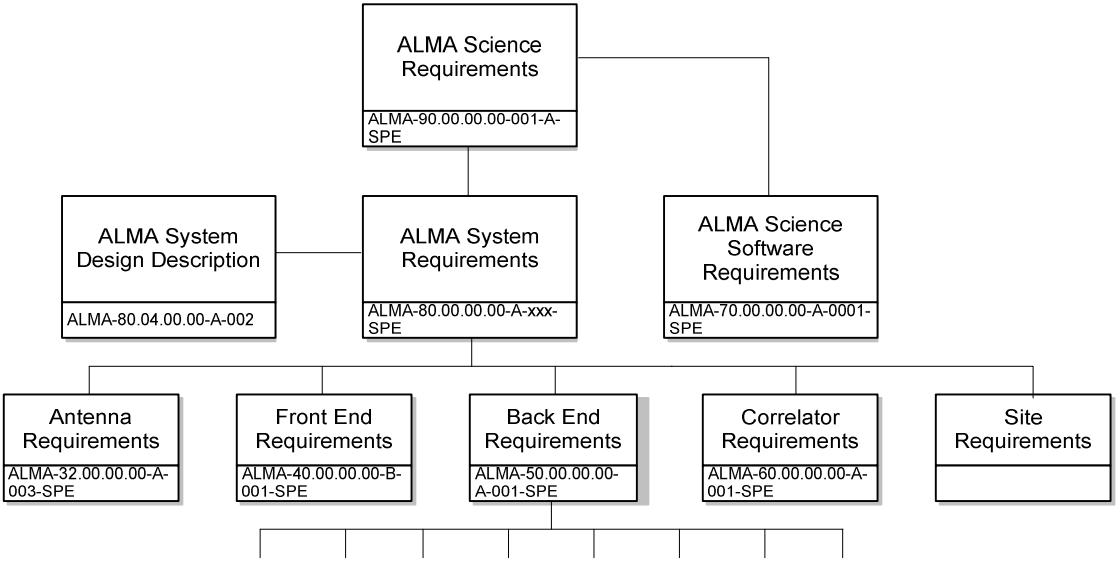 ALMA Science
Requirements
ALMA-90.00.00.00-001-A-
SPE
ALMA System
Design Description
ALMA-80.04.00.00-A-002
ALMA System
Requirements
ALMA-80.00.00.00-A-xxx-
SPE
ALMA Science
Software
Requirements
ALMA-70.00.00.00-A-0001-
SPE
Antenna
Requirements
ALMA-32.00.00.00-A-
003-SPE
Front End
Requirements
ALMA-40.00.00.00-B-
001-SPE
Back End
Requirements
ALMA-50.00.00.00-
A-001-SPE
Correlator
Requirements
ALMA-60.00.00.00-A-
001-SPE
Site
Requirements